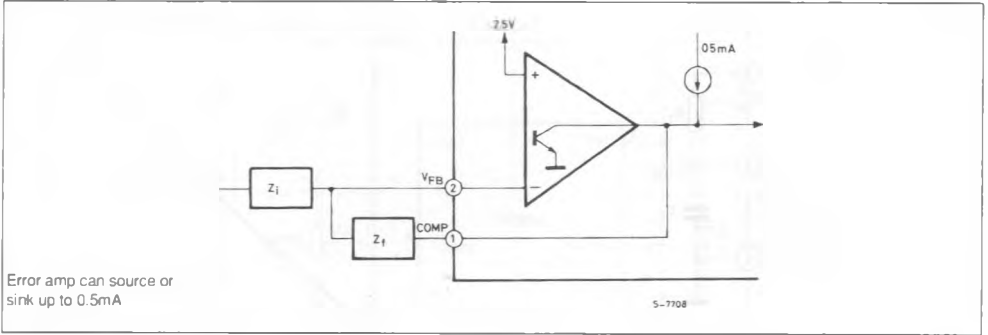 2.5V
0.5mA
+
VFB
2
−
Zi
COMP
1
Zf
Error amp can source or
sink up to 0.5mA
S-7708